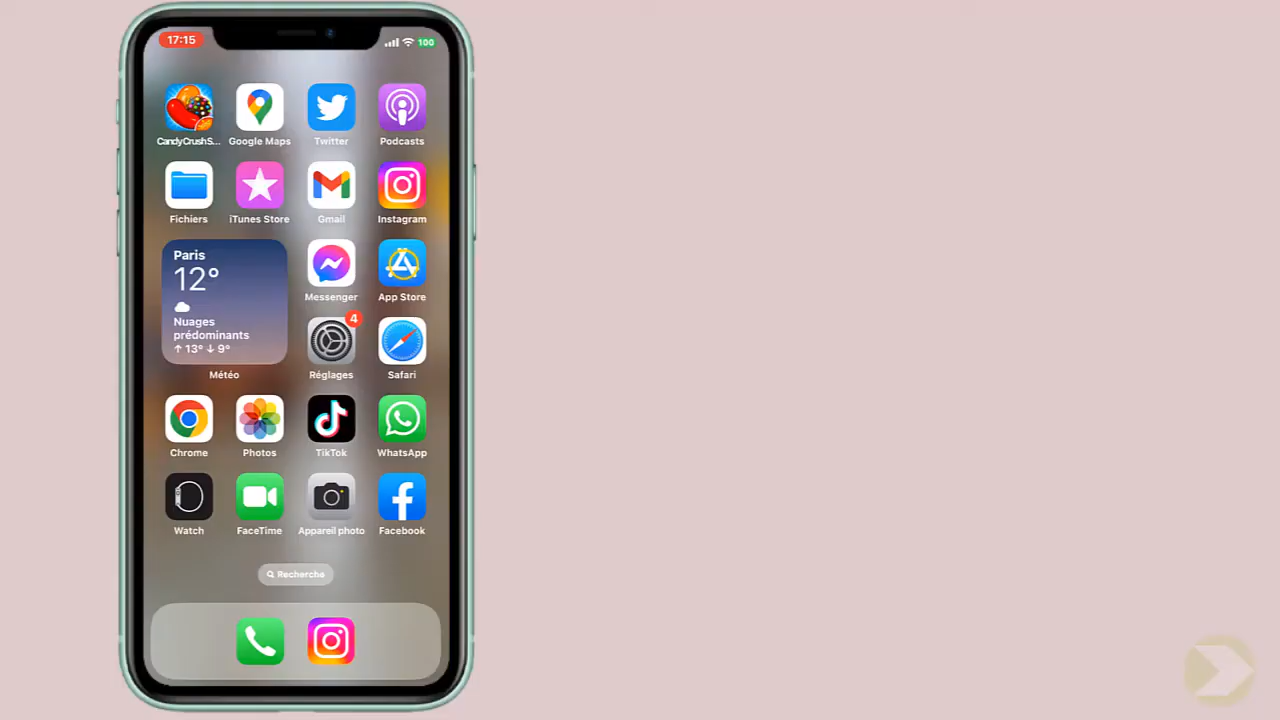 17:15
100
CandyCrushS...
Google Maps
Twitter
Podcasts
Fichiers
iTunes Store
Gmail
Instagram
Paris
12°
Nuages
prédominants
↑ 13° ↓ 9°
Météo
Messenger
App Store
4
Réglages
Safari
Chrome
Photos
TikTok
WhatsApp
Watch
FaceTime
Appareil photo
Facebook
Recherche